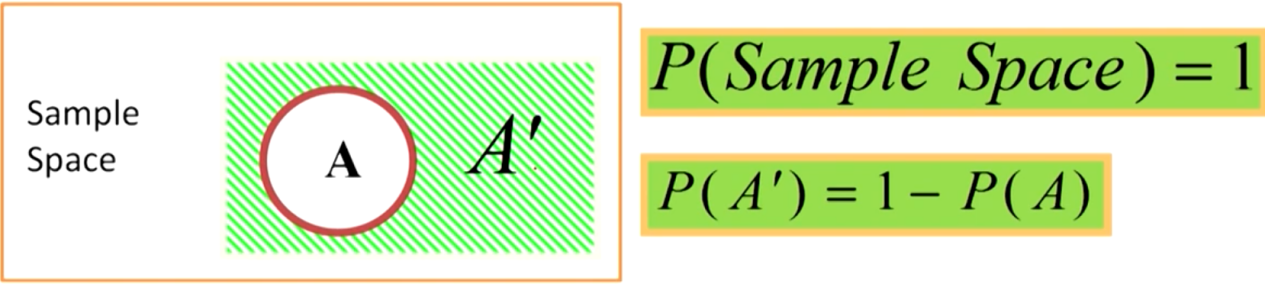 Sample
Space
A
A'
P(Sample Space) = 1
P(A') = 1 − P(A)